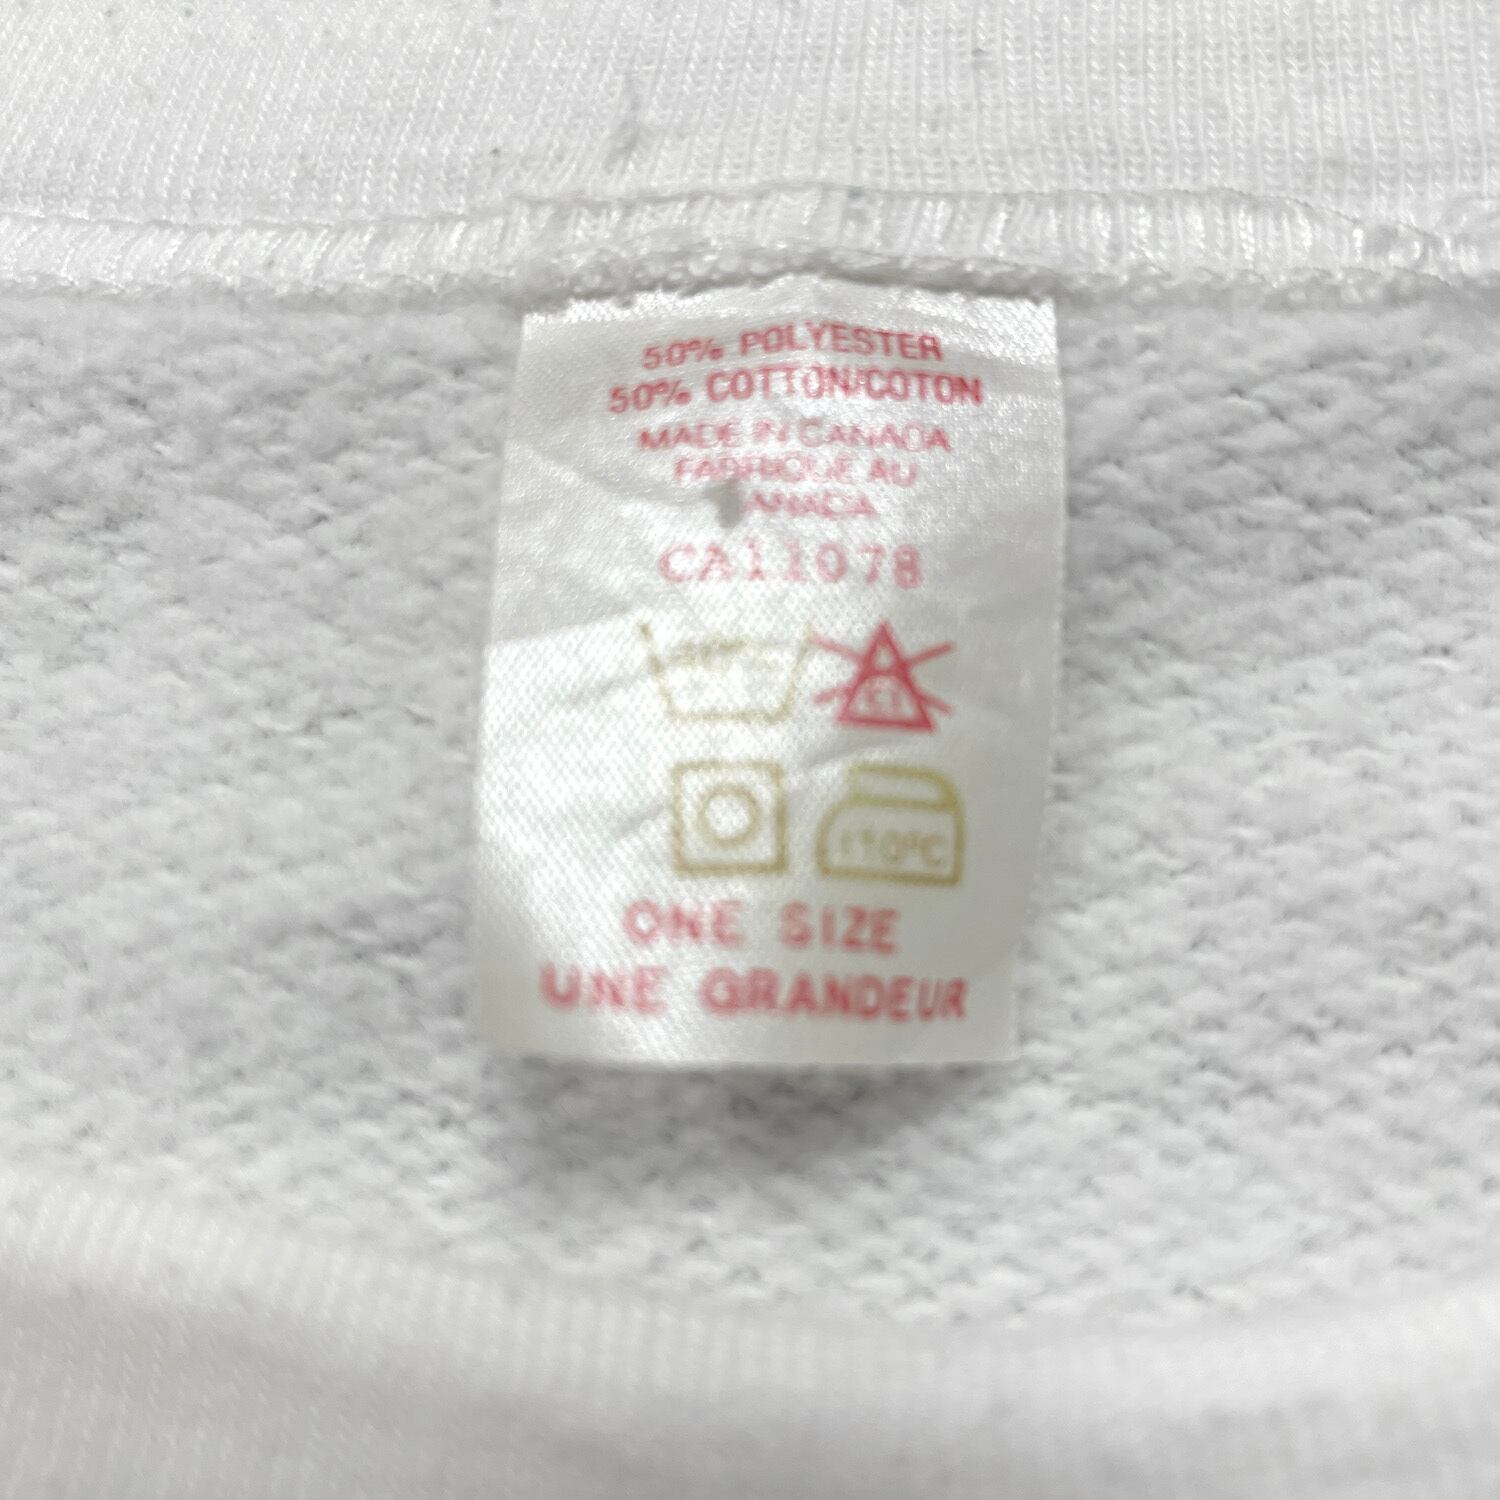 50% POLYESTER
50% COTTON/COTON
MADE IN CANADA
FABRIQUE AU
CANADA
CA11078
110°C
ONE SIZE
UNE GRANDEUR